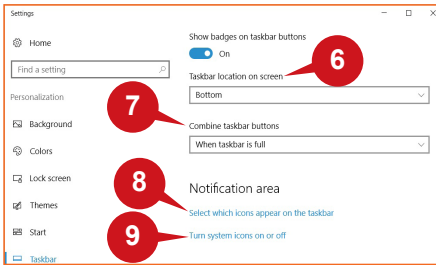 Settings
Home
Find a setting
Personalization
Background
Colors
Lock screen
Themes
Start
Taskbar
Show badges on taskbar buttons
On
Taskbar location on screen
6
Bottom
7
Combine taskbar buttons
When taskbar is full
Notification area
8
Select which icons appear on the taskbar
9
Turn system icons on or off